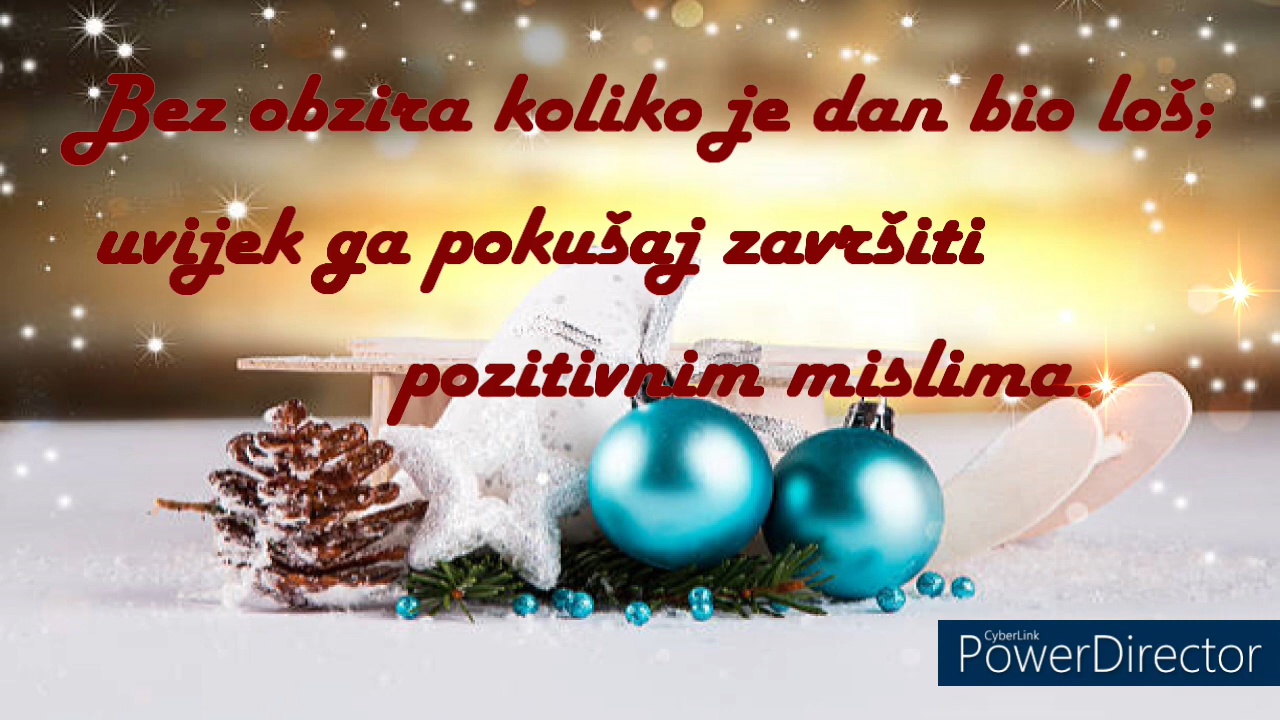 Bez obzira koliko je dan bio loš;
uvijek ga pokušaj završiti
pozitivnim mislima.
CyberLink
PowerDirector